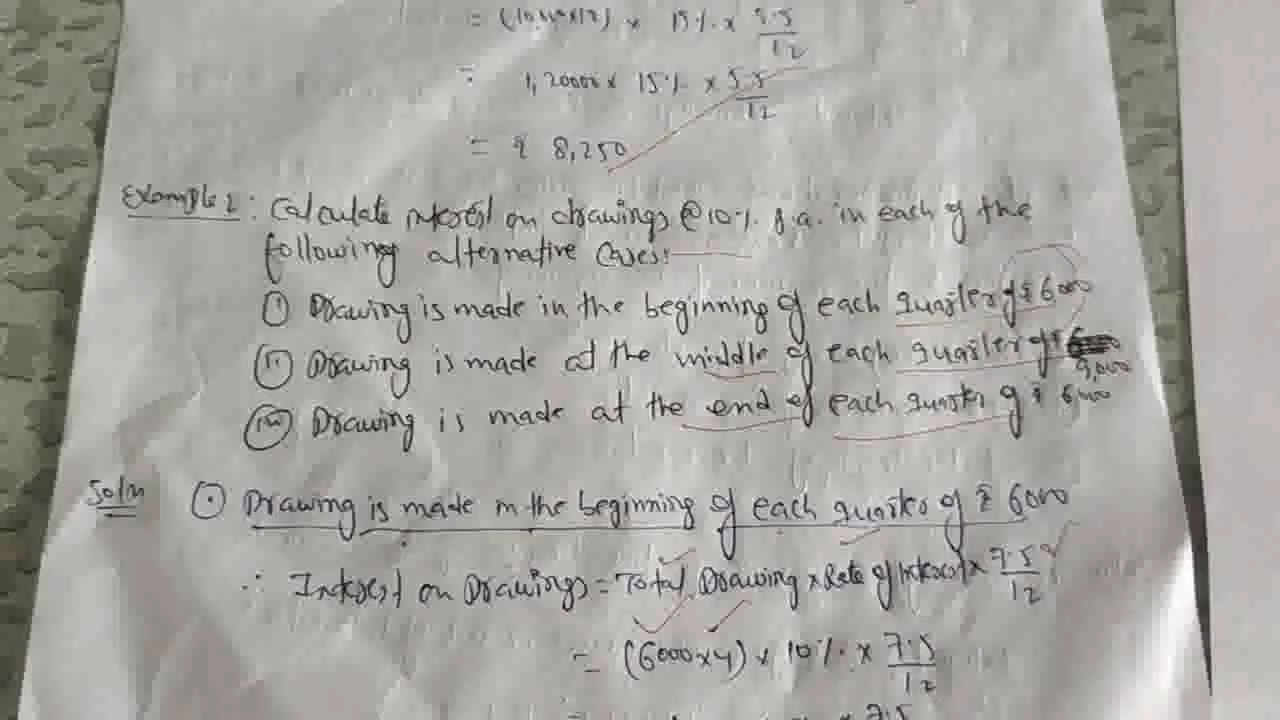 = (10,000×12) × 15% × 5.5/12
= 1,20000 × 15% × 5.5/12
= ₹ 8,250
Example 2: Calculate interest on drawings @ 10% p.a. in each of the
following alternative cases:
(i) Drawing is made in the beginning of each quarter of ₹ 6000
(ii) Drawing is made at the middle of each quarter of ₹
9,000
(iii) Drawing is made at the end of each quarter of ₹ 6000
Soln (i) Drawing is made in the beginning of each quarter of ₹ 6000
∴ Interest on Drawings = Total Drawing × Rate of Interest × 7.5/12
= (6000×4) × 10% × 7.5/12
× 7.5